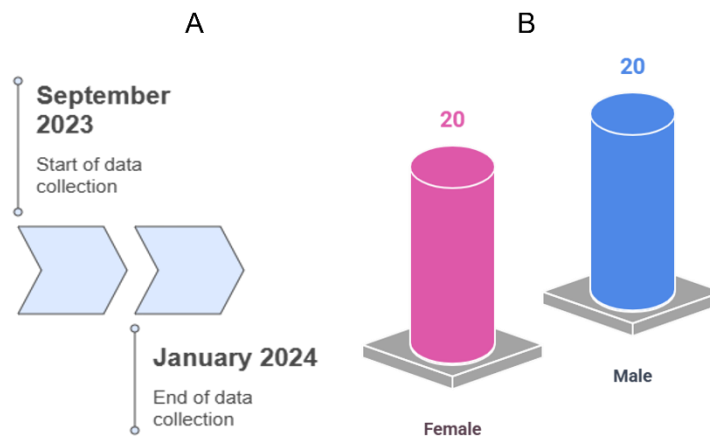 A
September
2023
Start of data
collection
January 2024
End of data
collection
B
20
Female
20
Male